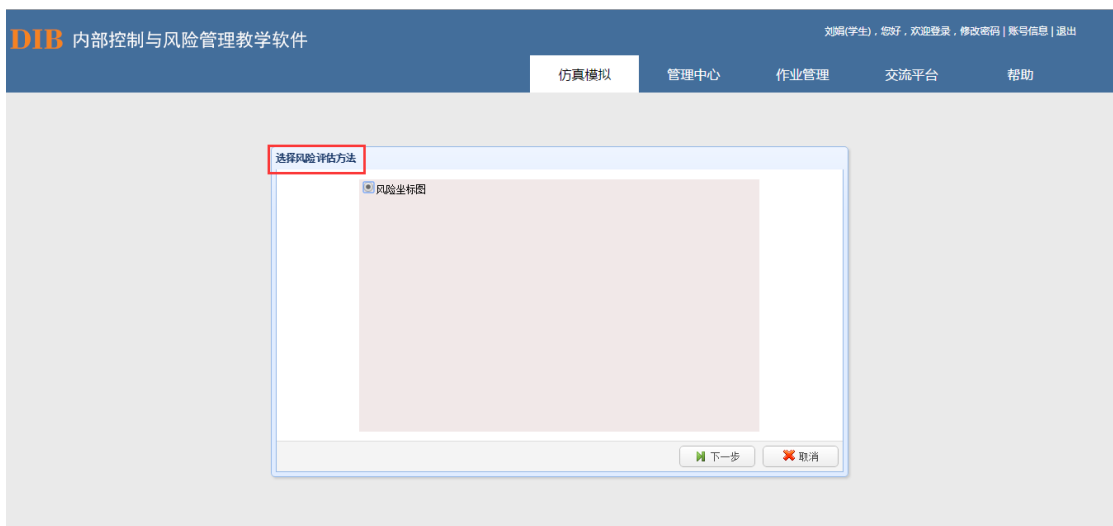 刘娟(学生)，您好，欢迎登录，修改密码 | 账号信息 | 退出
DIB 内部控制与风险管理教学软件
仿真模拟 管理中心 作业管理 交流平台 帮助
选择风险评估方法
风险坐标图
下一步 取消